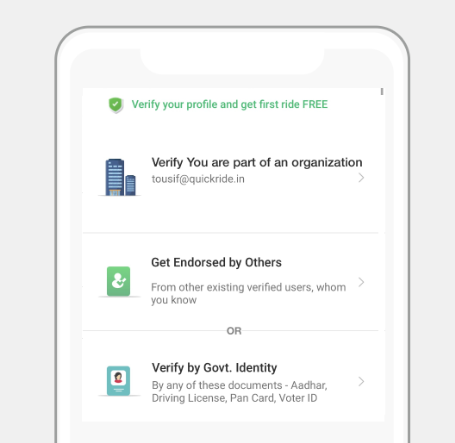 Verify your profile and get first ride FREE
Verify You are part of an organization
tousif@quickride.in
Get Endorsed by Others
From other existing verified users, whom
you know
OR
Verify by Govt. Identity
By any of these documents - Aadhar,
Driving License, Pan Card, Voter ID